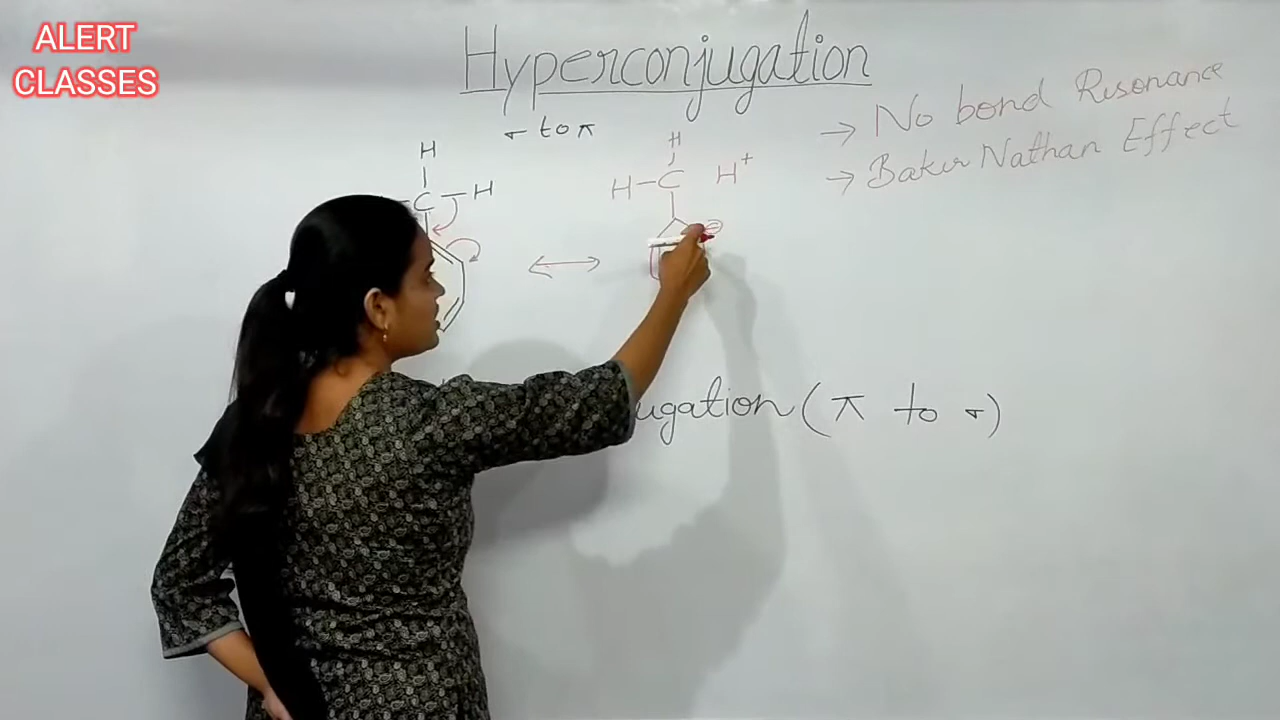 ALERT
CLASSES
Hyperconjugation
σ to π
→ No bond Resonance
→ Baker Nathan Effect
H
C - H
H
H - C H⁺
⊖
ugation (π to σ)